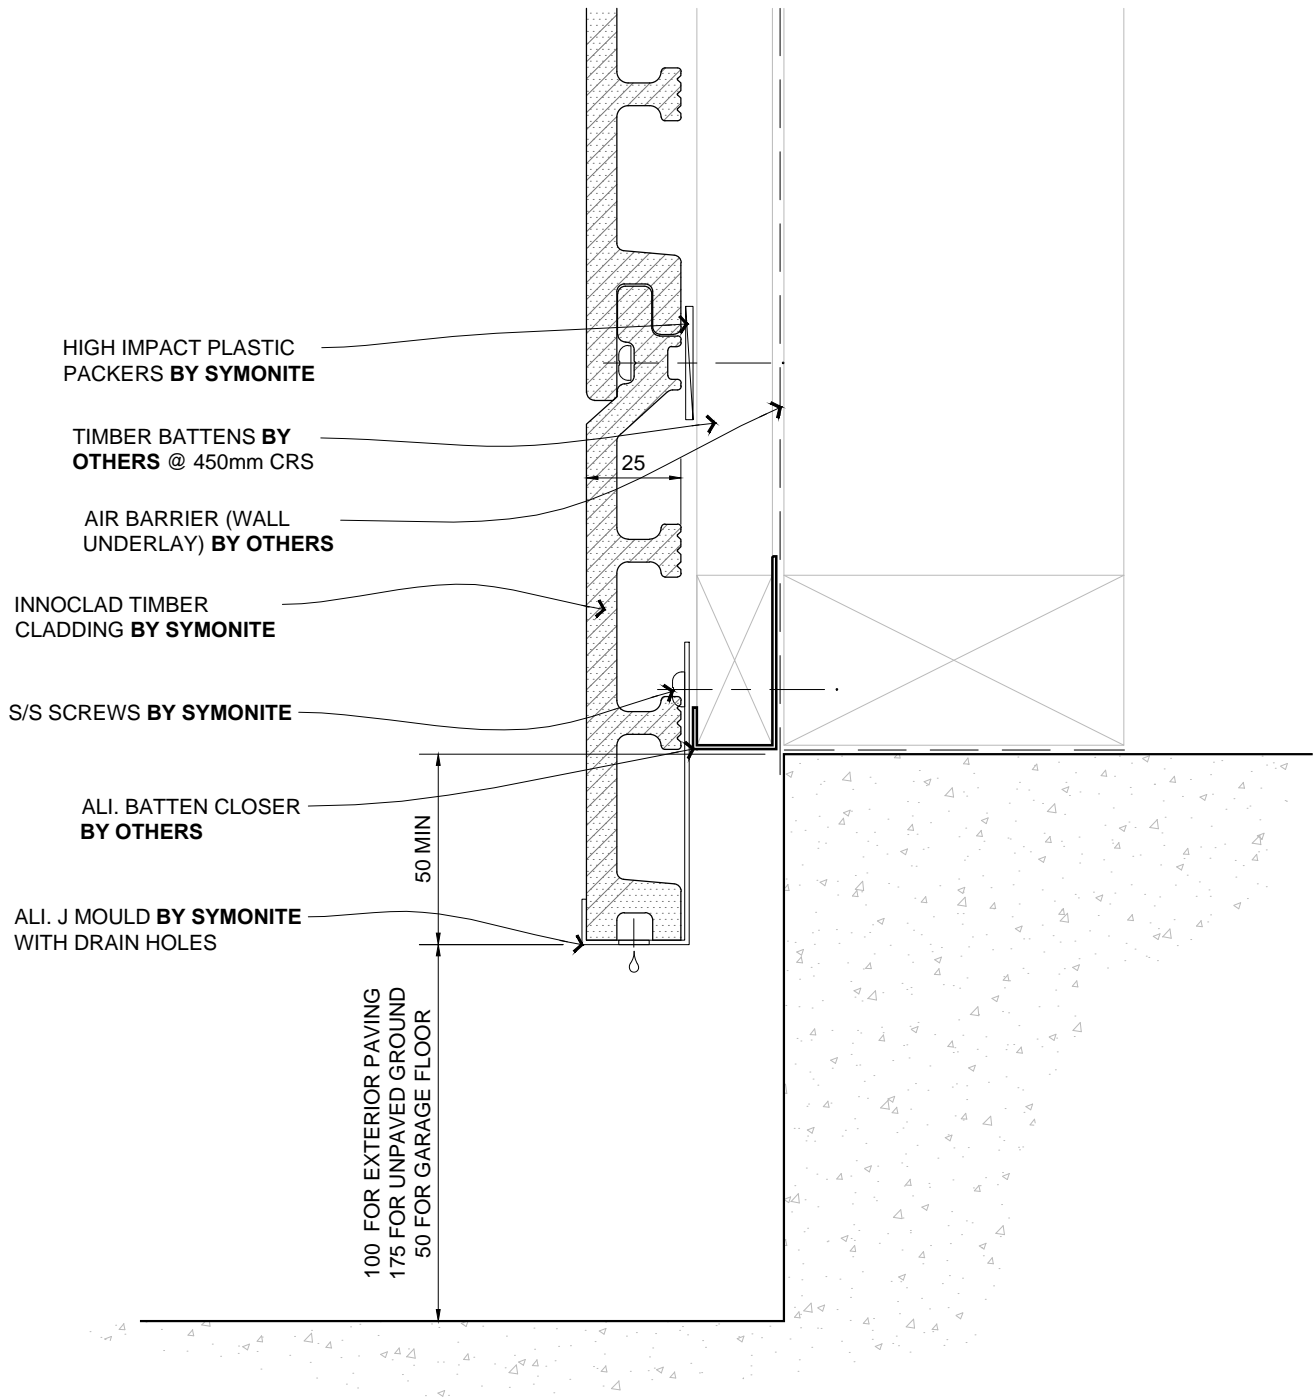 HIGH IMPACT PLASTIC
PACKERS BY SYMONITE
TIMBER BATTENS BY
OTHERS @ 450mm CRS
25
AIR BARRIER (WALL
UNDERLAY) BY OTHERS
INNOCLAD TIMBER
CLADDING BY SYMONITE
S/S SCREWS BY SYMONITE
ALI. BATTEN CLOSER
BY OTHERS
50 MIN
ALI. J MOULD BY SYMONITE
WITH DRAIN HOLES
100 FOR EXTERIOR PAVING
175 FOR UNPAVED GROUND
50 FOR GARAGE FLOOR